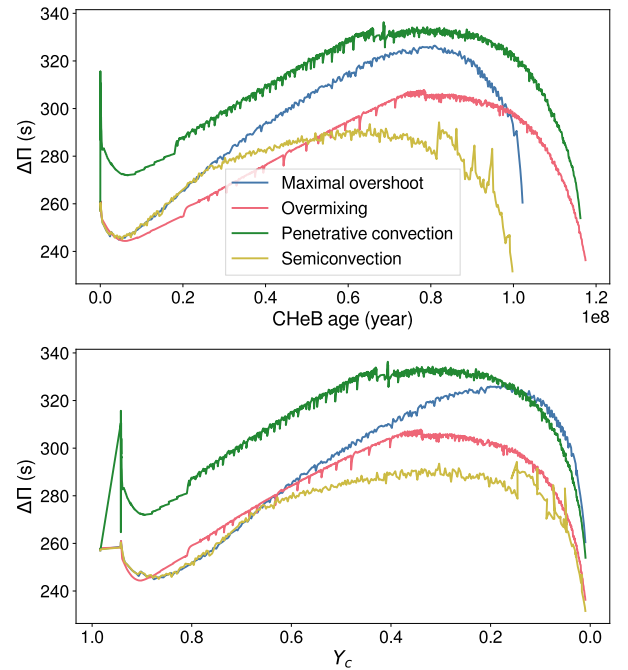 340
320
300
280
260
240
ΔΠ (s)
Maximal overshoot
Overmixing
Penetrative convection
Semiconvection
0.0 0.2 0.4 0.6 0.8 1.0 1.2
CHeB age (year)
1e8
340
320
300
280
260
240
ΔΠ (s)
1.0 0.8 0.6 0.4 0.2 0.0
Yc